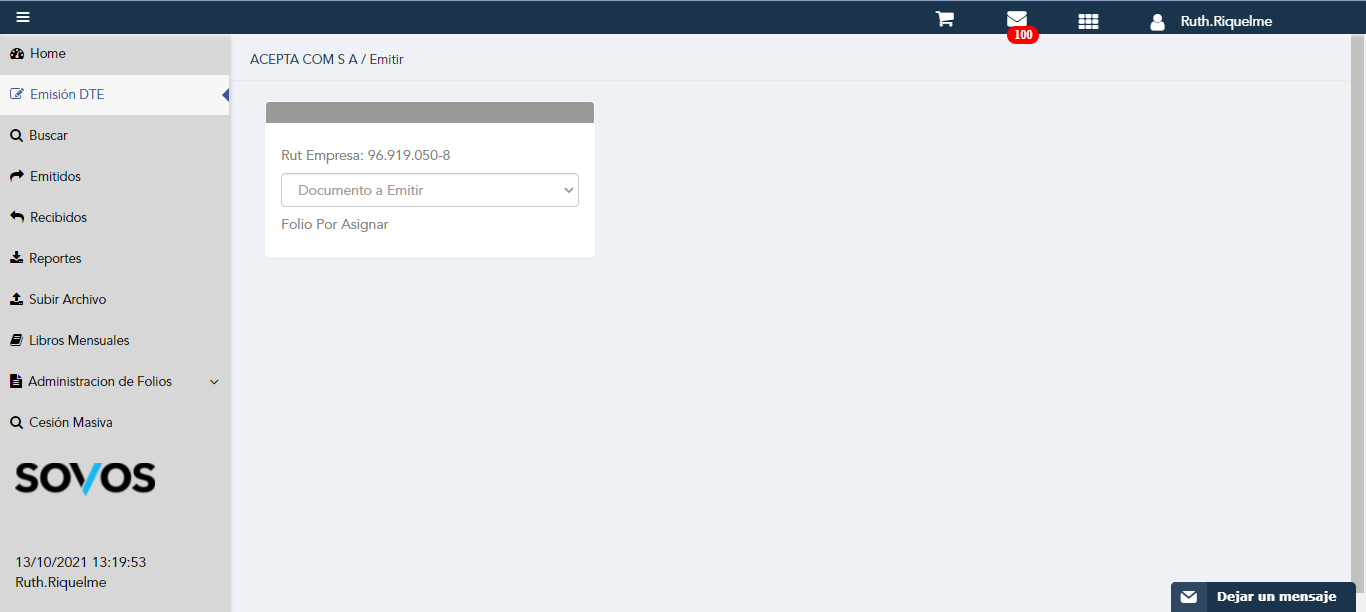 100
Ruth.Riquelme
Home
Emisión DTE
Buscar
Emitidos
Recibidos
Reportes
Subir Archivo
Libros Mensuales
Administracion de Folios
Cesión Masiva
SOVOS
13/10/2021 13:19:53
Ruth.Riquelme
ACEPTA COM S A / Emitir
Rut Empresa: 96.919.050-8
Documento a Emitir
Folio Por Asignar
Dejar un mensaje